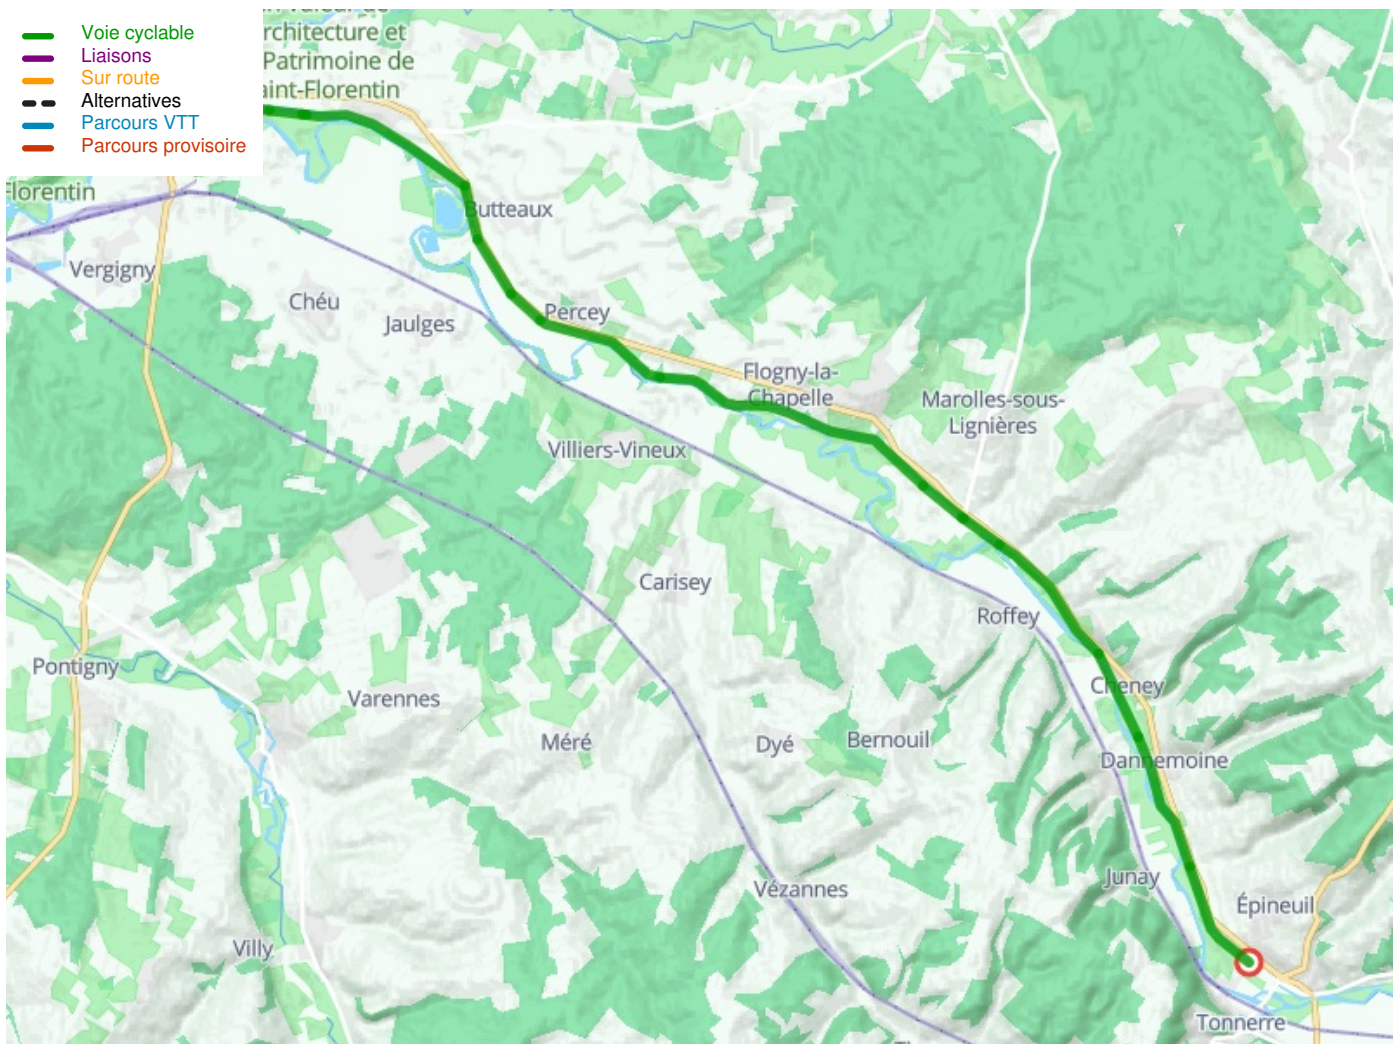 Voie cyclable
Liaisons
Sur route
Alternatives
Parcours VTT
Parcours provisoire
rchitecture et
Patrimoine de
aint-Florentin
Florentin
Butteaux
Vergigny
Chéu
Jaulges
Percey
Flogny-la-
Chapelle
Marolles-sous-
Lignières
Villiers-Vineux
Carisey
Roffey
Pontigny
Cheney
Varennes
Méré
Dyé
Bernouil
Dannemoine
Vézannes
Junay
Épineuil
Villy
Tonnerre